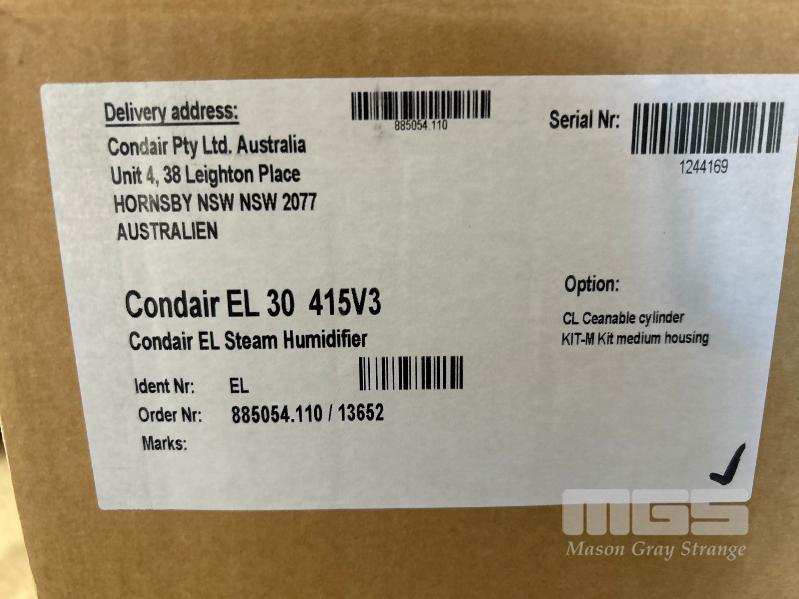 Delivery address:
Condair Pty Ltd. Australia
Unit 4, 38 Leighton Place
HORNSBY NSW NSW 2077
AUSTRALIEN
885054.110
Serial Nr:
1244169
Condair EL 30 415V3
Condair EL Steam Humidifier
Option:
CL Ceanable cylinder
KIT-M Kit medium housing
Ident Nr: EL
Order Nr: 885054.110 / 13652
Marks:
MGS
Mason Gray Strange